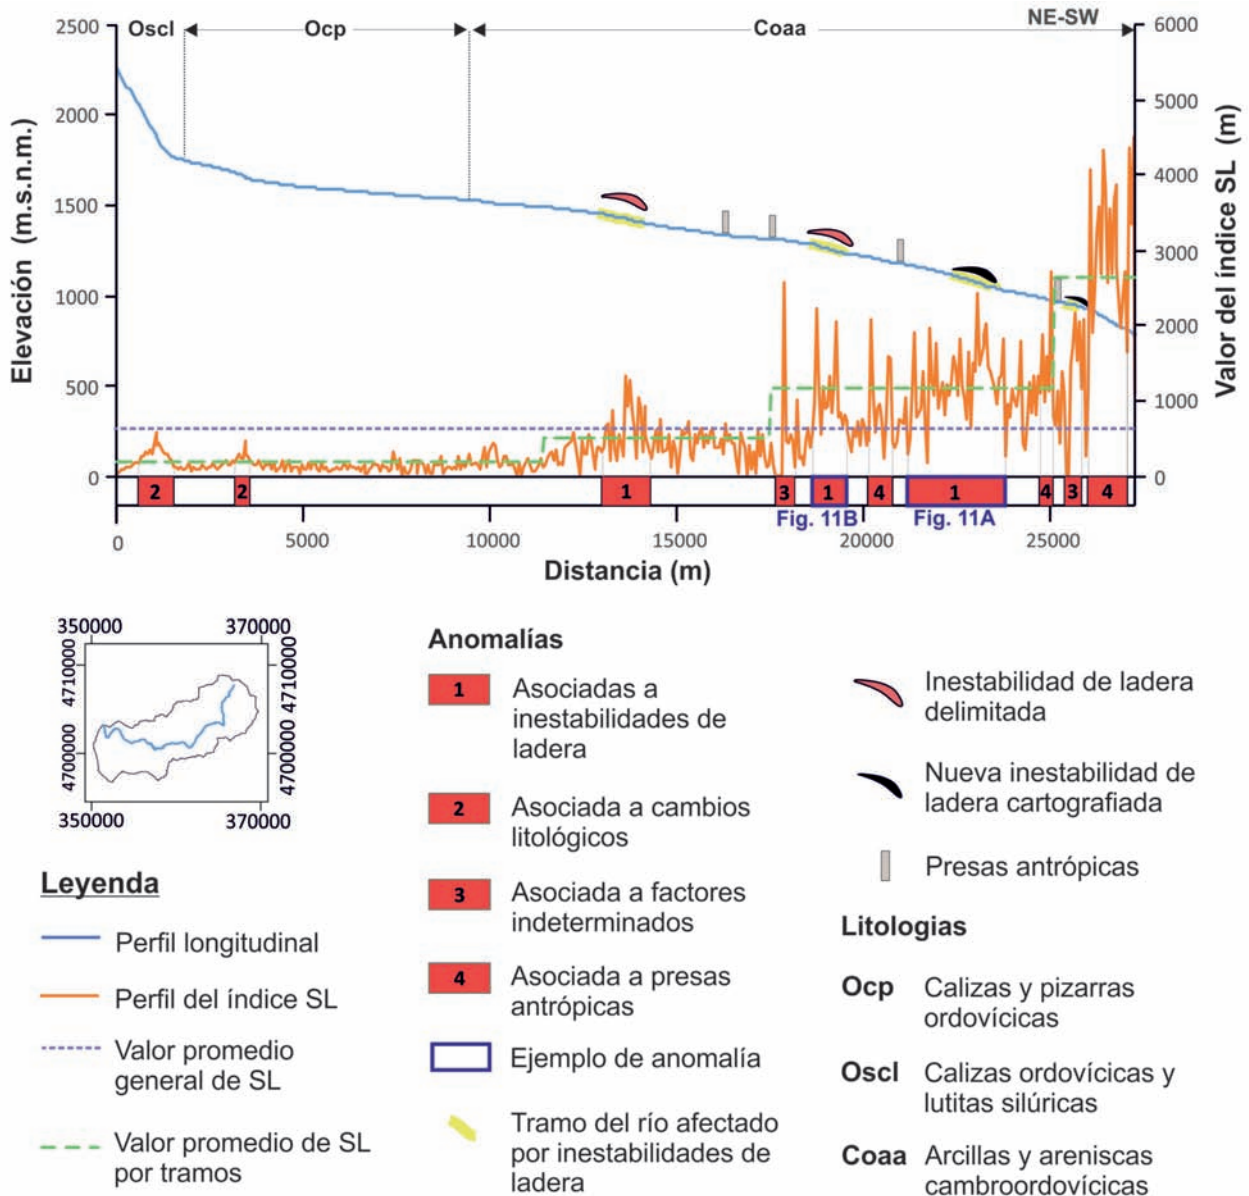 Oscl Ocp Coaa NE-SW
Elevación (m.s.n.m.)
2500
2000
1500
1000
500
0
Valor del índice SL (m)
6000
5000
4000
3000
2000
1000
0
2 2 1 3 1 4 1 4 3 4
Fig. 11B Fig. 11A
0 5000 10000 15000 20000 25000
Distancia (m)
350000 370000
4710000 4710000
4700000 4700000
350000 370000
Leyenda
Perfil longitudinal
Perfil del índice SL
Valor promedio
general de SL
Valor promedio de SL
por tramos
Anomalías
1 Asociadas a
inestabilidades de
ladera
2 Asociada a cambios
litológicos
3 Asociada a factores
indeterminados
4 Asociada a presas
antrópicas
Ejemplo de anomalía
Tramo del río afectado
por inestabilidades de
ladera
Inestabilidad de ladera
delimitada
Nueva inestabilidad de
ladera cartografiada
Presas antrópicas
Litologias
Ocp Calizas y pizarras
ordovícicas
Oscl Calizas ordovícicas y
lutitas silúricas
Coaa Arcillas y areniscas
cambroordovícicas